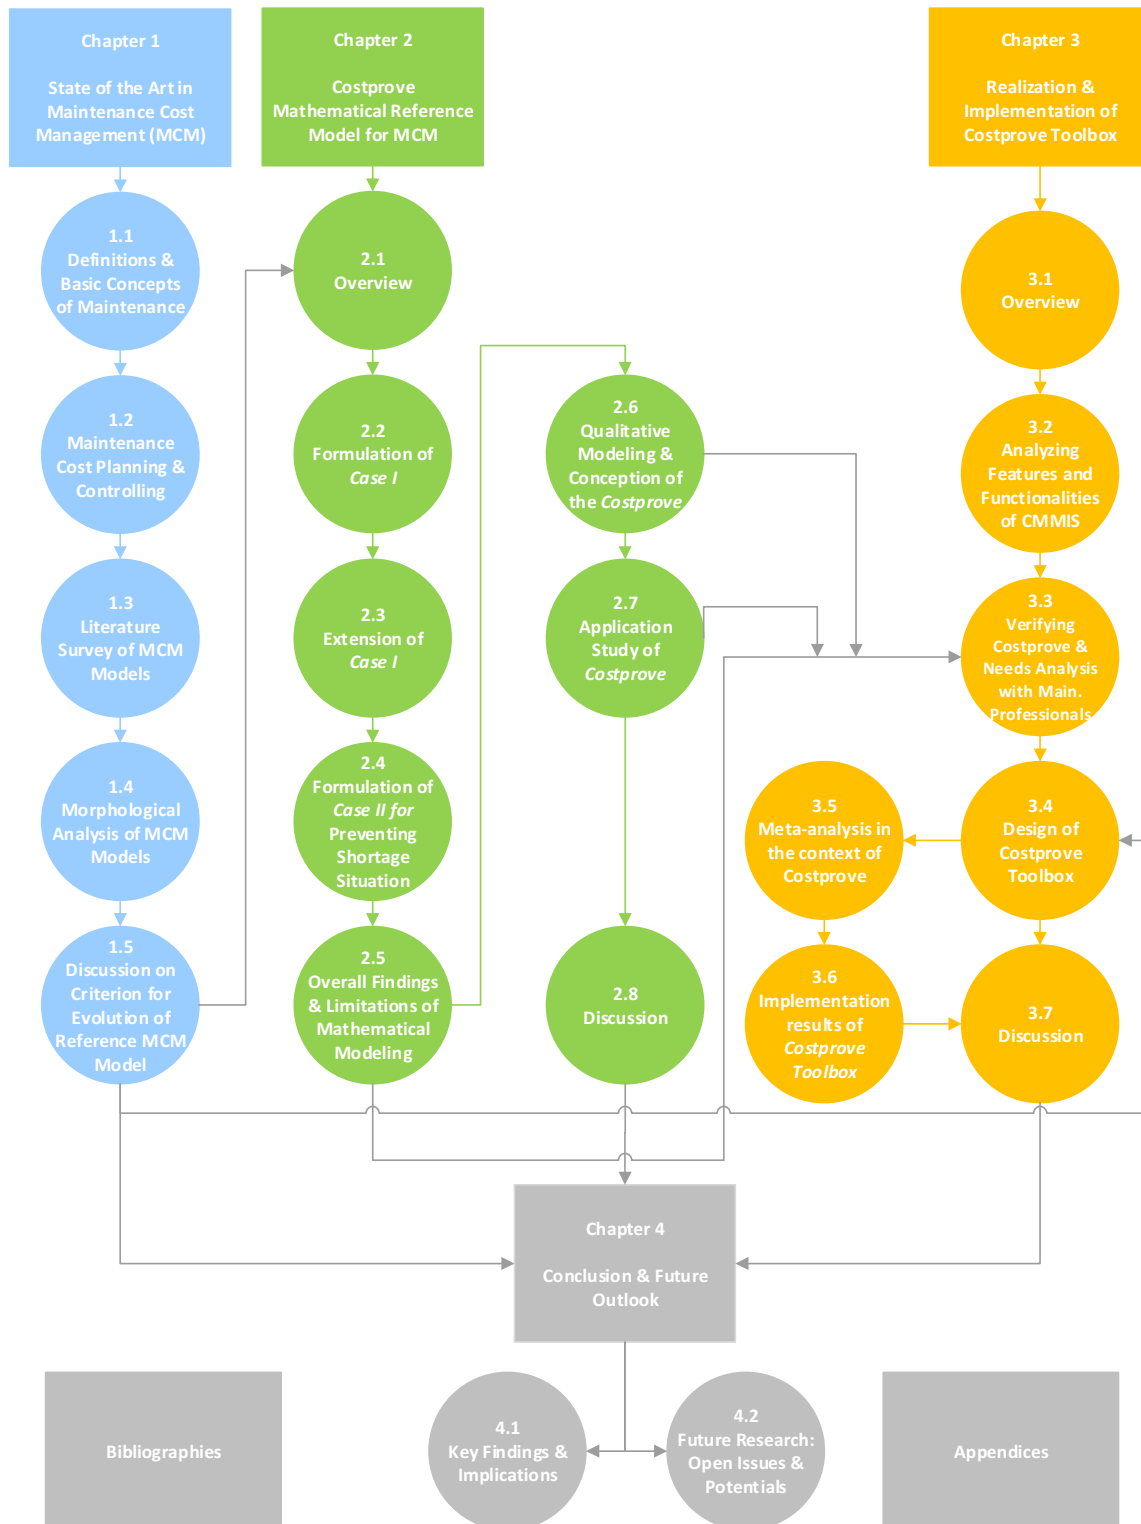 Chapter 1
State of the Art in
Maintenance Cost
Management (MCM)
1.1
Definitions &
Basic Concepts
of Maintenance
1.2
Maintenance
Cost Planning &
Controlling
1.3
Literature
Survey of MCM
Models
1.4
Morphological
Analysis of MCM
Models
1.5
Discussion on
Criterion for
Evolution of
Reference MCM
Model
Chapter 2
Costprove
Mathematical Reference
Model for MCM
2.1
Overview
2.2
Formulation of
Case I
2.3
Extension of
Case I
2.4
Formulation of
Case II for
Preventing
Shortage
Situation
2.5
Overall Findings
& Limitations of
Mathematical
Modeling
2.6
Qualitative
Modeling &
Conception of
the Costprove
2.7
Application
Study of
Costprove
2.8
Discussion
Chapter 3
Realization &
Implementation of
Costprove Toolbox
3.1
Overview
3.2
Analyzing
Features and
Functionalities
of CMMIS
3.3
Verifying
Costprove &
Needs Analysis
with Main.
Professionals
3.4
Design of
Costprove
Toolbox
3.5
Meta-analysis in
the context of
Costprove
3.6
Implementation
results of
Costprove
Toolbox
3.7
Discussion
Chapter 4
Conclusion & Future
Outlook
4.1
Key Findings &
Implications
4.2
Future Research:
Open Issues &
Potentials
Bibliographies
Appendices